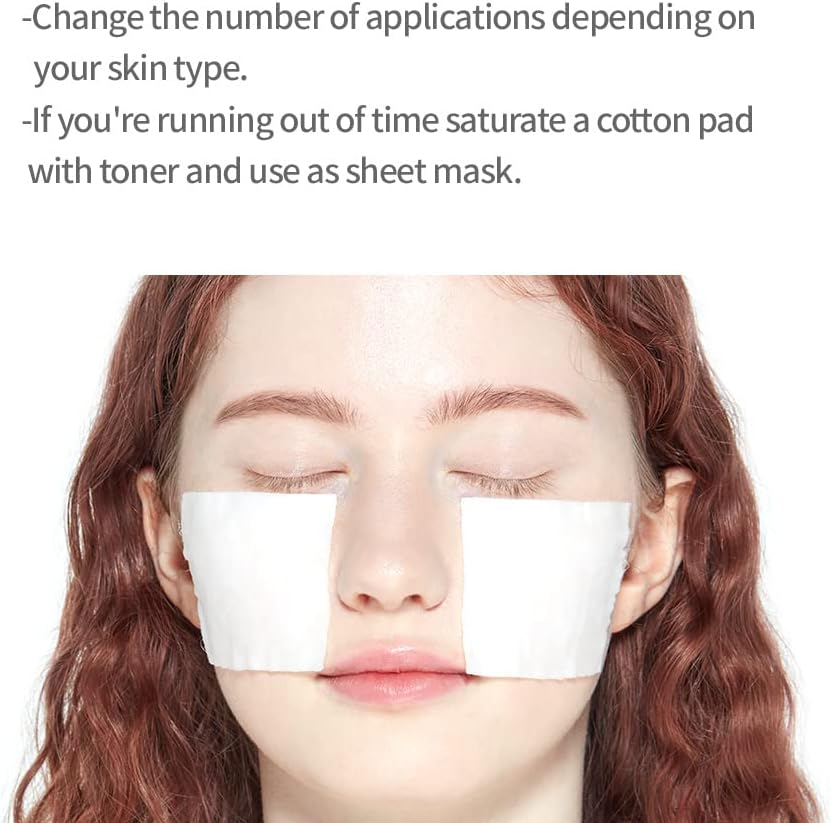 -Change the number of applications depending on
your skin type.
-If you're running out of time saturate a cotton pad
with toner and use as sheet mask.